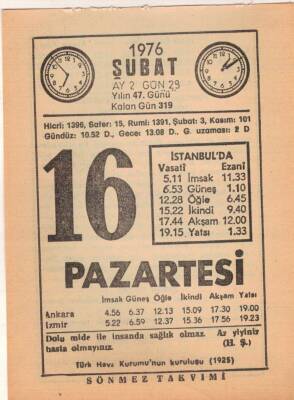 1976
ŞUBAT
AY 2 GÜN 29
Yılın 47. Günü
Kalan Gün 319
Hicri: 1396, Safer: 15, Rumi: 1391, Şubat: 3, Kasım: 101
Gündüz: 10.52 D., Gece: 13.08 D., G. uzaması: 2 D
16
İSTANBUL'DA
Vasatî Ezanî
5.11 İmsak 11.33
6.53 Güneş 1.10
12.28 Öğle 6.45
15.22 İkindi 9.40
17.44 Akşam 12.00
19.15 Yatsı 1.33
PAZARTESİ
İmsak Güneş Öğle İkindi Akşam Yatsı
Ankara 4.56 6.37 12.13 15.09 17.30 19.00
İzmir 5.22 6.59 12.37 15.36 17.56 19.23
Dolu mide ile insanda sağlık olmaz. Az yiyiniz
hasta olmayınız. (H. Ş.)
Türk Hava Kurumu'nun kuruluşu (1925)
SÖNMEZ TAKVİMİ